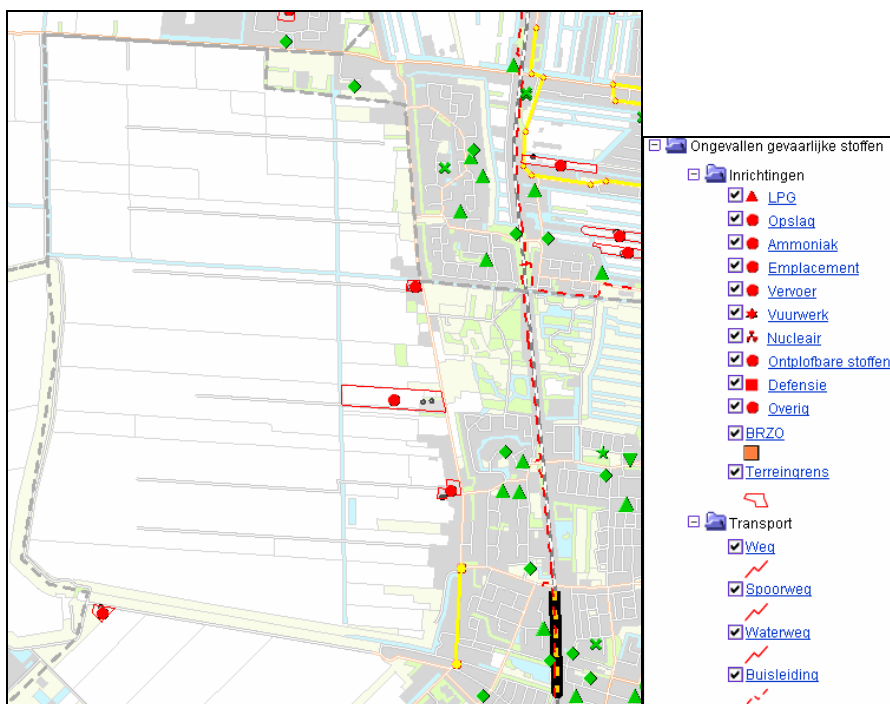 Ongevallen gevaarlijke stoffen
Inrichtingen
LPG
Opslag
Ammoniak
Emplacement
Vervoer
Vuurwerk
Nucleair
Ontplofbare stoffen
Defensie
Overig
BRZO
Terreingrens
Transport
Weg
Spoorweg
Waterweg
Buisleiding